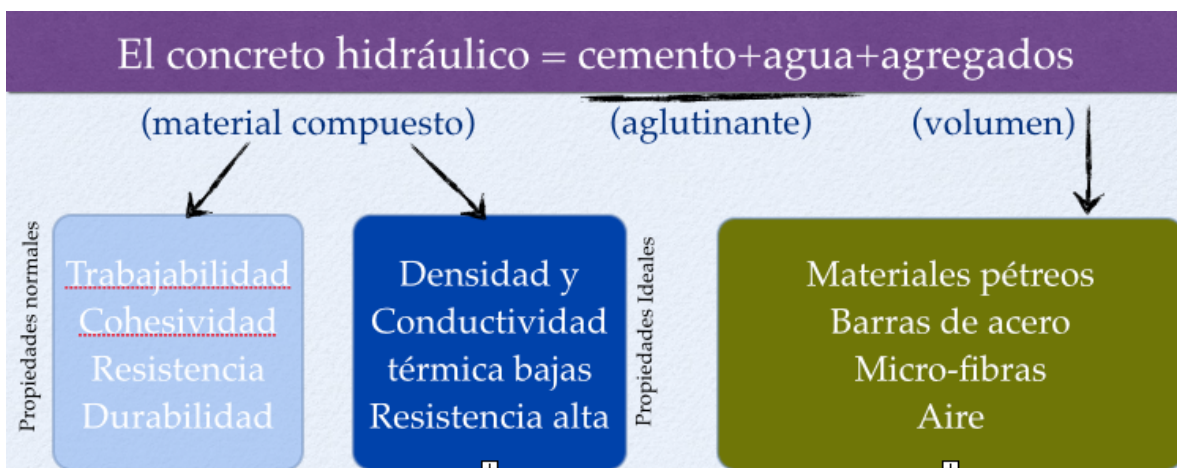 El concreto hidráulico = cemento+agua+agregados
(material compuesto)
(aglutinante)
(volumen)
Propiedades normales
Trabajabilidad
Cohesividad
Resistencia
Durabilidad
Densidad y
Conductividad
térmica bajas
Resistencia alta
Propiedades Ideales
Materiales pétreos
Barras de acero
Micro-fibras
Aire